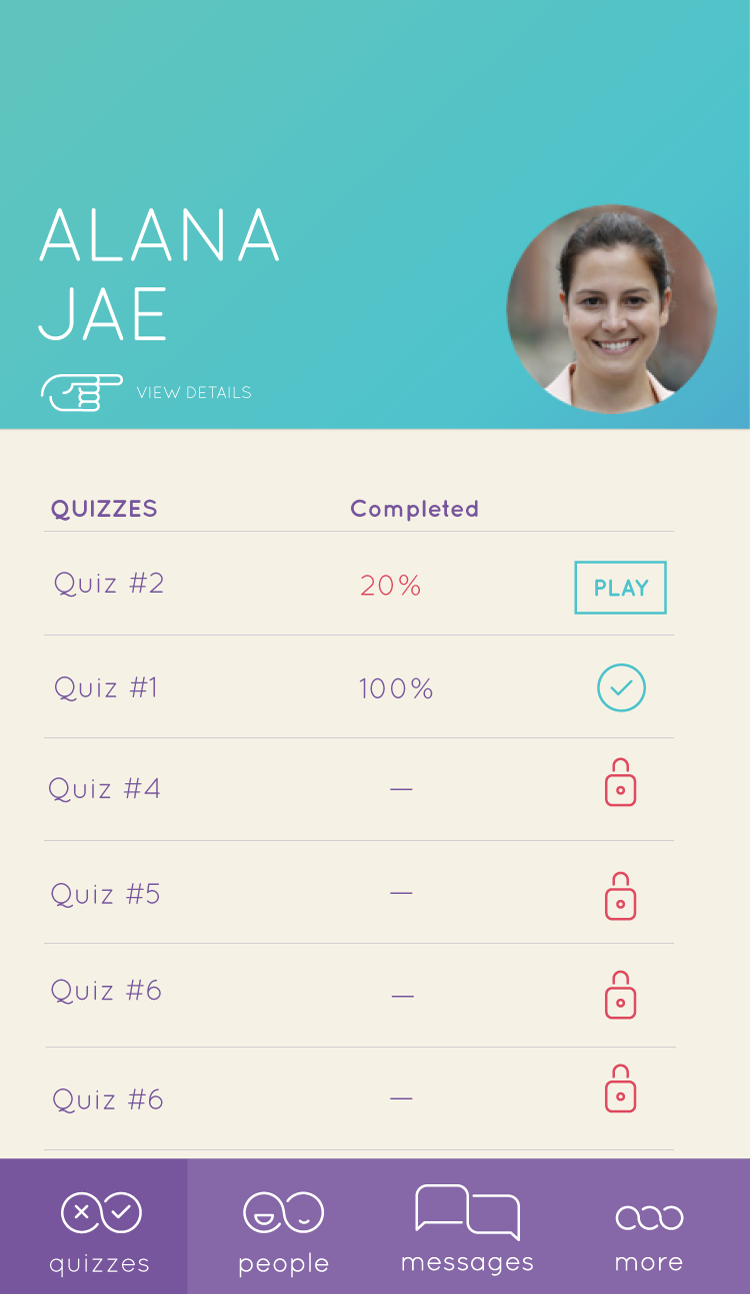 ALANA
JAE
VIEW DETAILS
QUIZZES Completed
Quiz #2 20% PLAY
Quiz #1 100%
Quiz #4 —
Quiz #5 —
Quiz #6 —
Quiz #6 —
quizzes people messages more